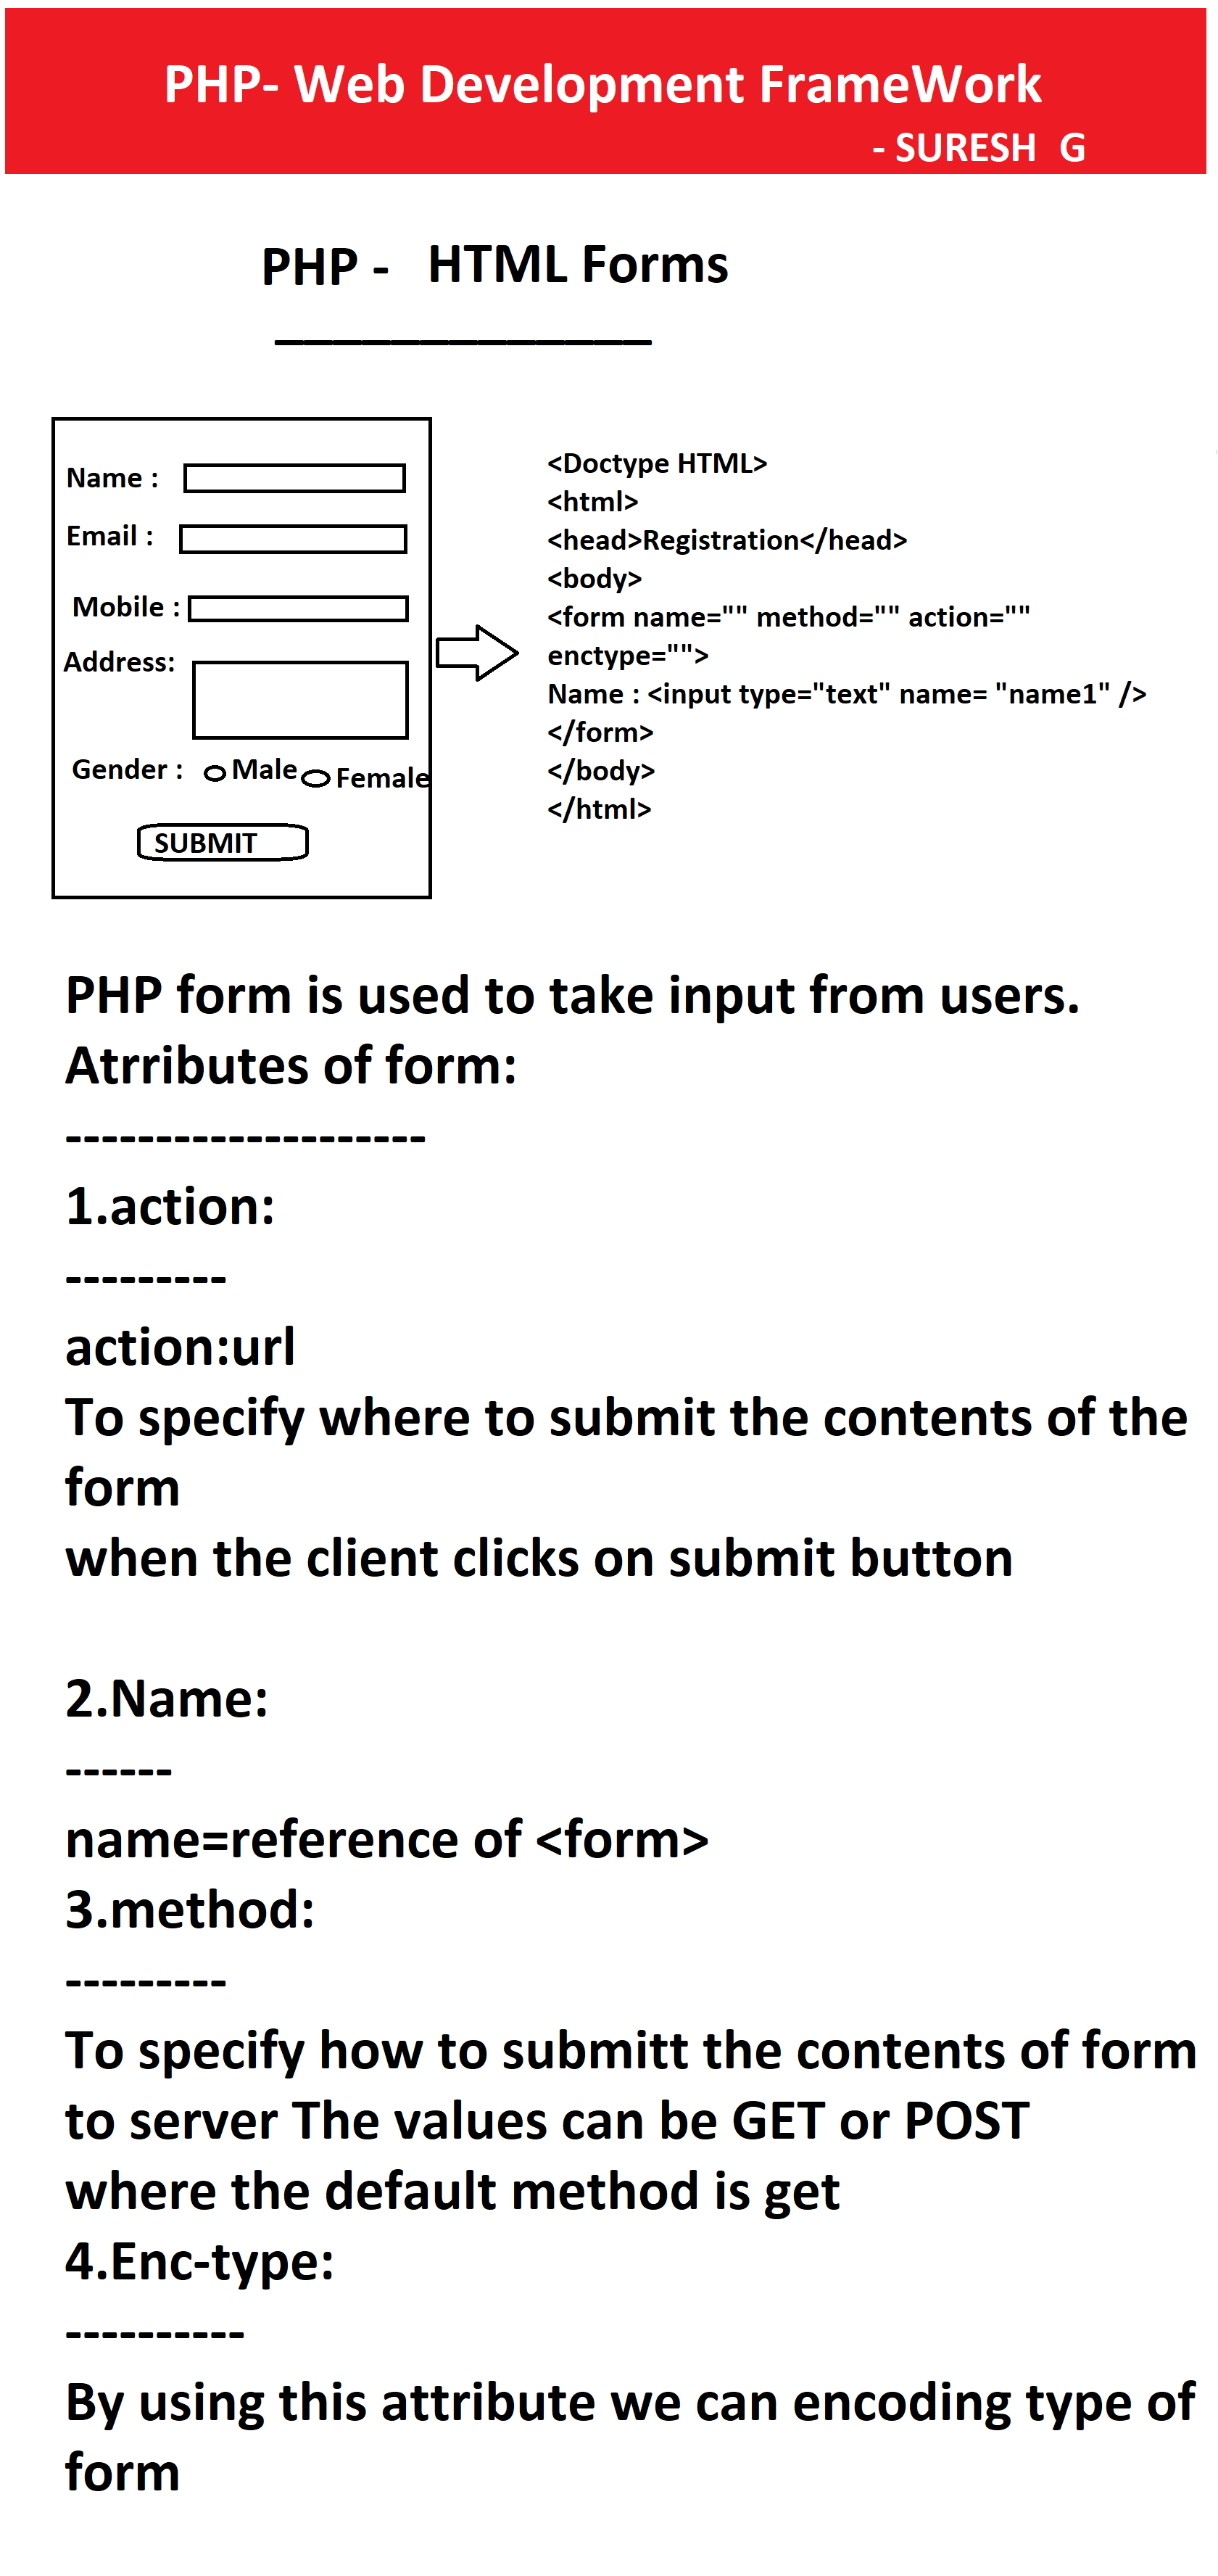 PHP- Web Development FrameWork
- SURESH G
PHP - HTML Forms
_____________
Name :
Email :
Mobile :
Address:
Gender : Male Female
SUBMIT
<Doctype HTML>
<html>
<head>Registration</head>
<body>
<form name="" method="" action=""
enctype="">
Name : <input type="text" name= "name1" />
</form>
</body>
</html>
PHP form is used to take input from users.
Atrributes of form:
--------------------
1.action:
---------
action:url
To specify where to submit the contents of the
form
when the client clicks on submit button
2.Name:
------
name=reference of <form>
3.method:
---------
To specify how to submitt the contents of form
to server The values can be GET or POST
where the default method is get
4.Enc-type:
----------
By using this attribute we can encoding type of
form